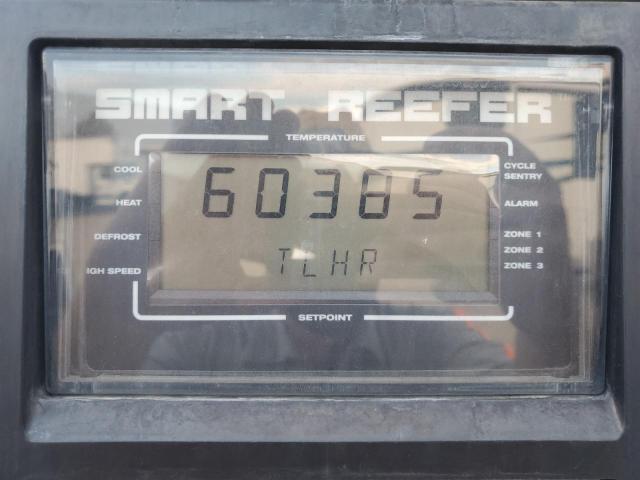 SMART REEFER
TEMPERATURE
COOL
HEAT
DEFROST
IGH SPEED
60385
TLHR
CYCLE
SENTRY
ALARM
ZONE 1
ZONE 2
ZONE 3
SETPOINT